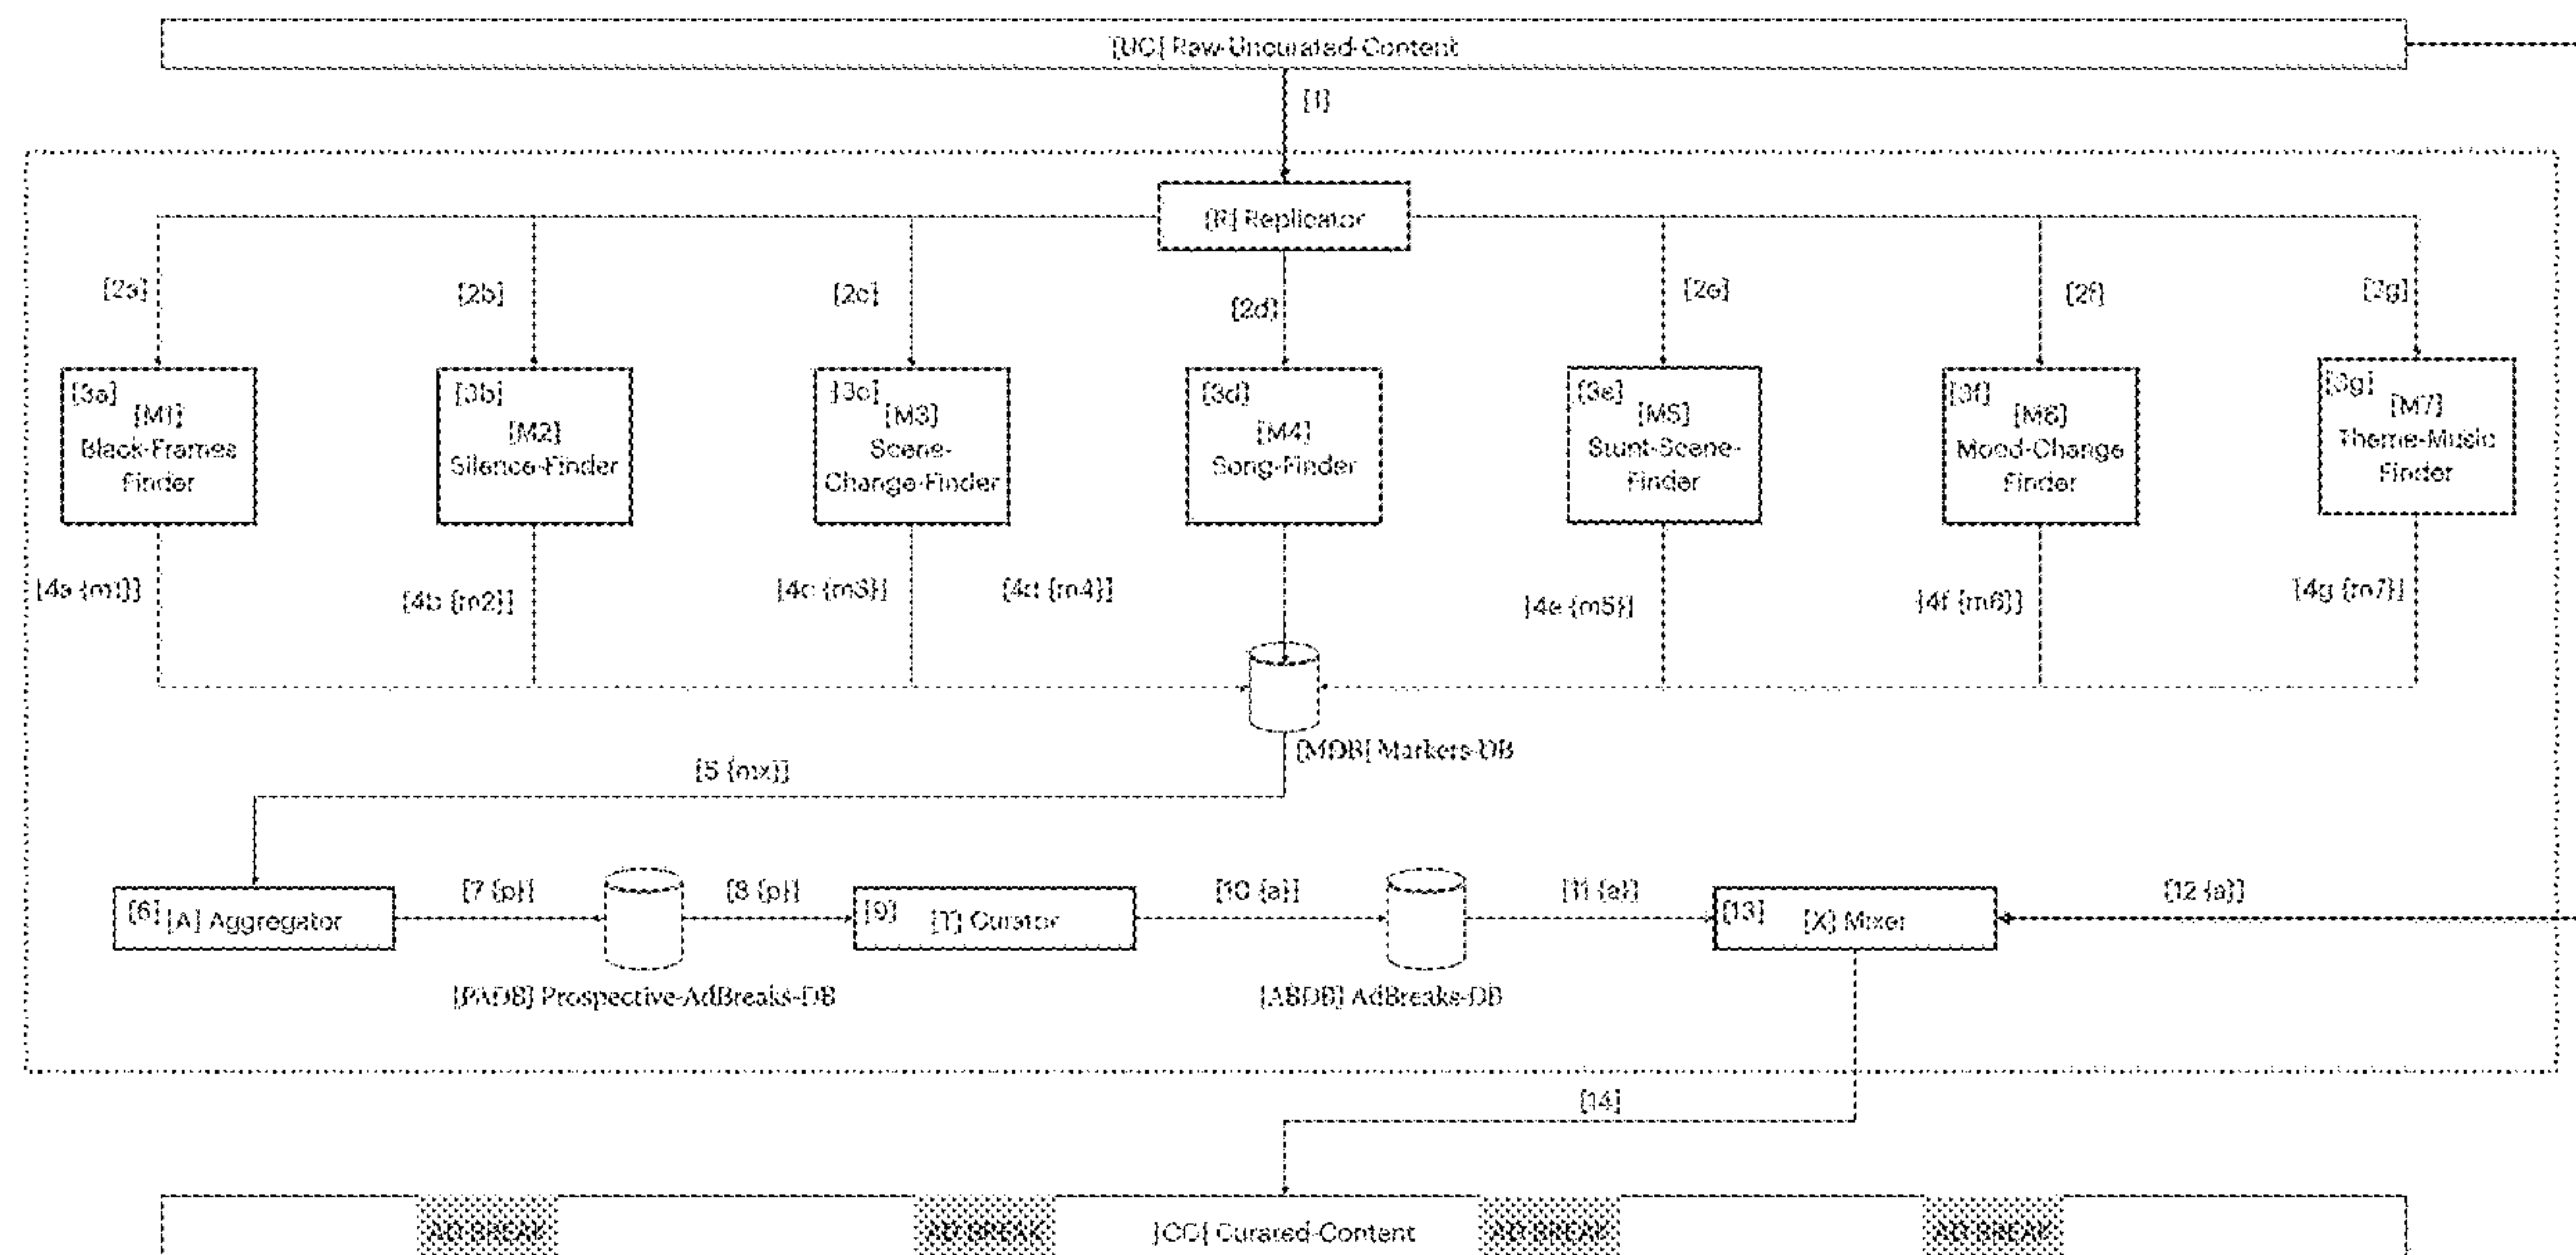 [UC] Raw-Uncurated-Content
[1]
[R] Replicator
[2a]
[2b]
[2c]
[2d]
[2e]
[2f]
[2g]
[3a]
[M1]
Black-Frames
Finder
[3b]
[M2]
Silence-Finder
[3c]
[M3]
Scene-
Change-Finder
[3d]
[M4]
Song-Finder
[3e]
[M5]
Stunt-Scene-
Finder
[3f]
[M6]
Mood-Change
Finder
[3g]
[M7]
Theme-Music
Finder
[4a {m1}]
[4b {m2}]
[4c {m3}]
[4d {m4}]
[4e {m5}]
[4f {m6}]
[4g {m7}]
[MDB] Markers-DB
[5 {mx}]
[6] [A] Aggregator
[7 {p}]
[8 {p}]
[9] [T] Curator
[10 {a}]
[11 {a}]
[13] [X] Mixer
[12 {a}]
[PADB] Prospective-AdBreaks-DB
[ABDB] AdBreaks-DB
[14]
AD BREAK
AD BREAK
[CC] Curared-Content
AD BREAK
AD BREAK